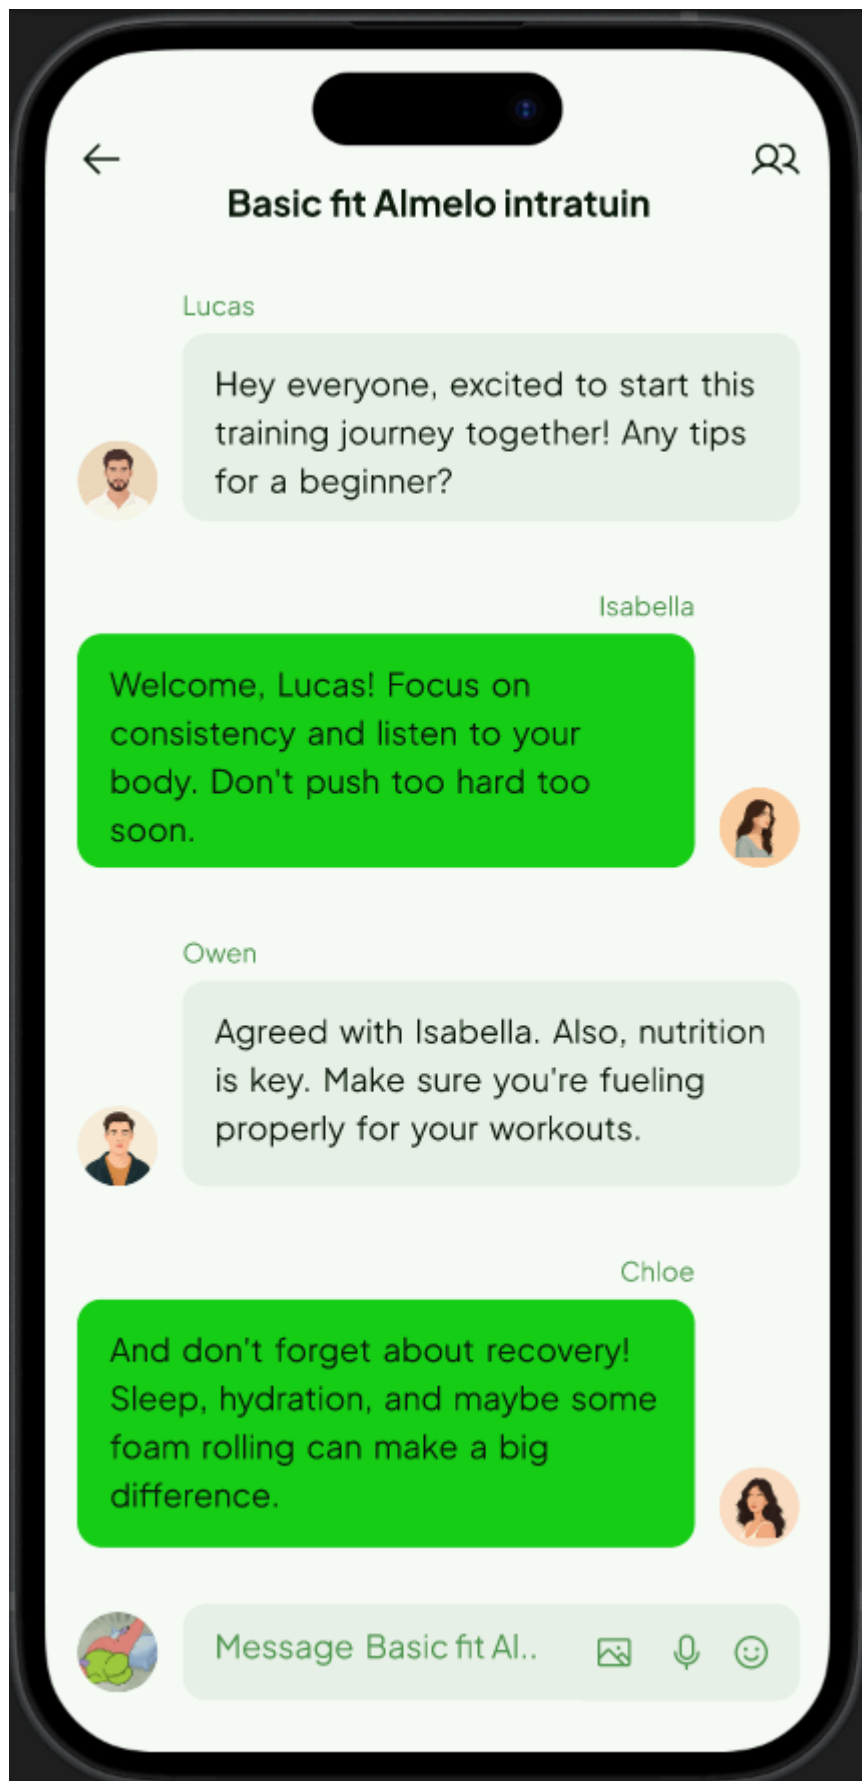 Basic fit Almelo intratuin
Lucas
Hey everyone, excited to start this
training journey together! Any tips
for a beginner?
Isabella
Welcome, Lucas! Focus on
consistency and listen to your
body. Don't push too hard too
soon.
Owen
Agreed with Isabella. Also, nutrition
is key. Make sure you're fueling
properly for your workouts.
Chloe
And don't forget about recovery!
Sleep, hydration, and maybe some
foam rolling can make a big
difference.
Message Basic fit Al..